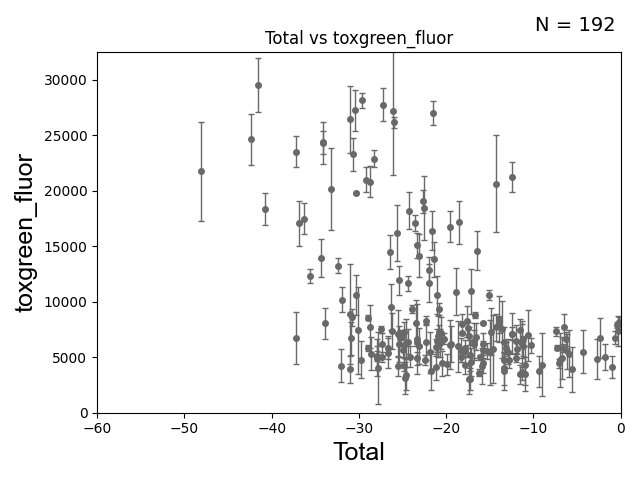 N = 192
Total vs toxgreen_fluor
toxgreen_fluor
30000
25000
20000
15000
10000
5000
0
−60 −50 −40 −30 −20 −10 0
Total